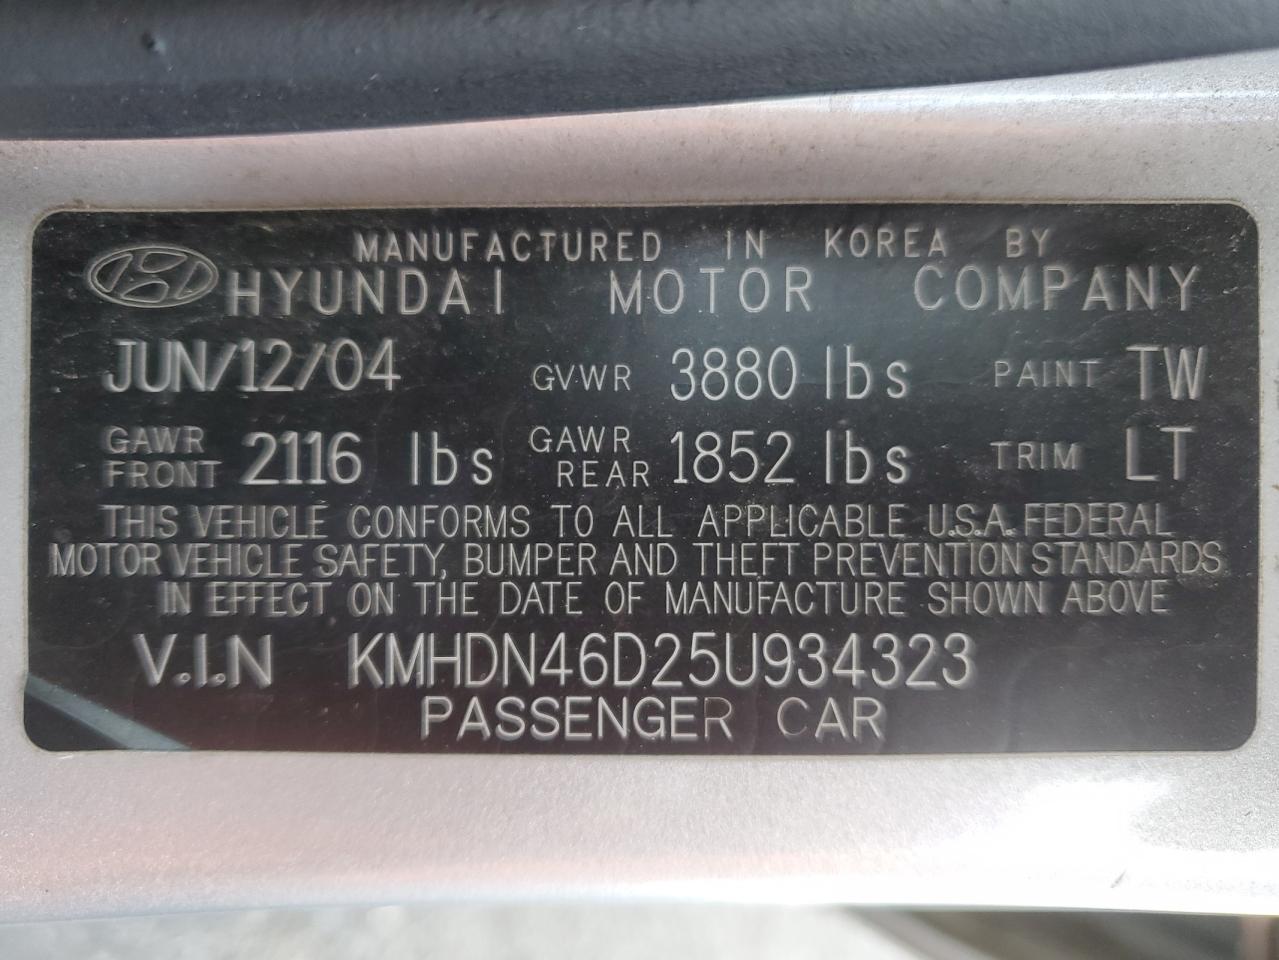 MANUFACTURED IN KOREA BY
HYUNDAI MOTOR COMPANY
JUN/12/04 GVWR 3880 lbs PAINT TW
GAWR FRONT 2116 lbs GAWR REAR 1852 lbs TRIM LT
THIS VEHICLE CONFORMS TO ALL APPLICABLE U.S.A. FEDERAL
MOTOR VEHICLE SAFETY, BUMPER AND THEFT PREVENTION STANDARDS
IN EFFECT ON THE DATE OF MANUFACTURE SHOWN ABOVE
V.I.N KMHDN46D25U934323
PASSENGER CAR